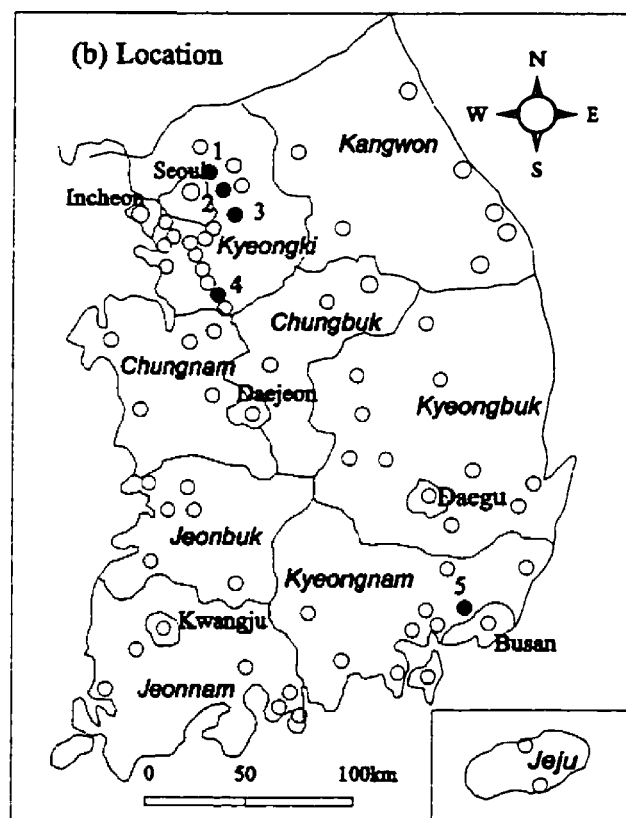 (b) Location
N
W E
S
Kangwon
1
Seoul
2
Incheon
3
Kyeongki
4
Chungbuk
Chungnam
Daejeon
Kyeongbuk
Daegu
Jeonbuk
Kyeongnam
5
Kwangju
Busan
Jeonnam
Jeju
0 50 100km